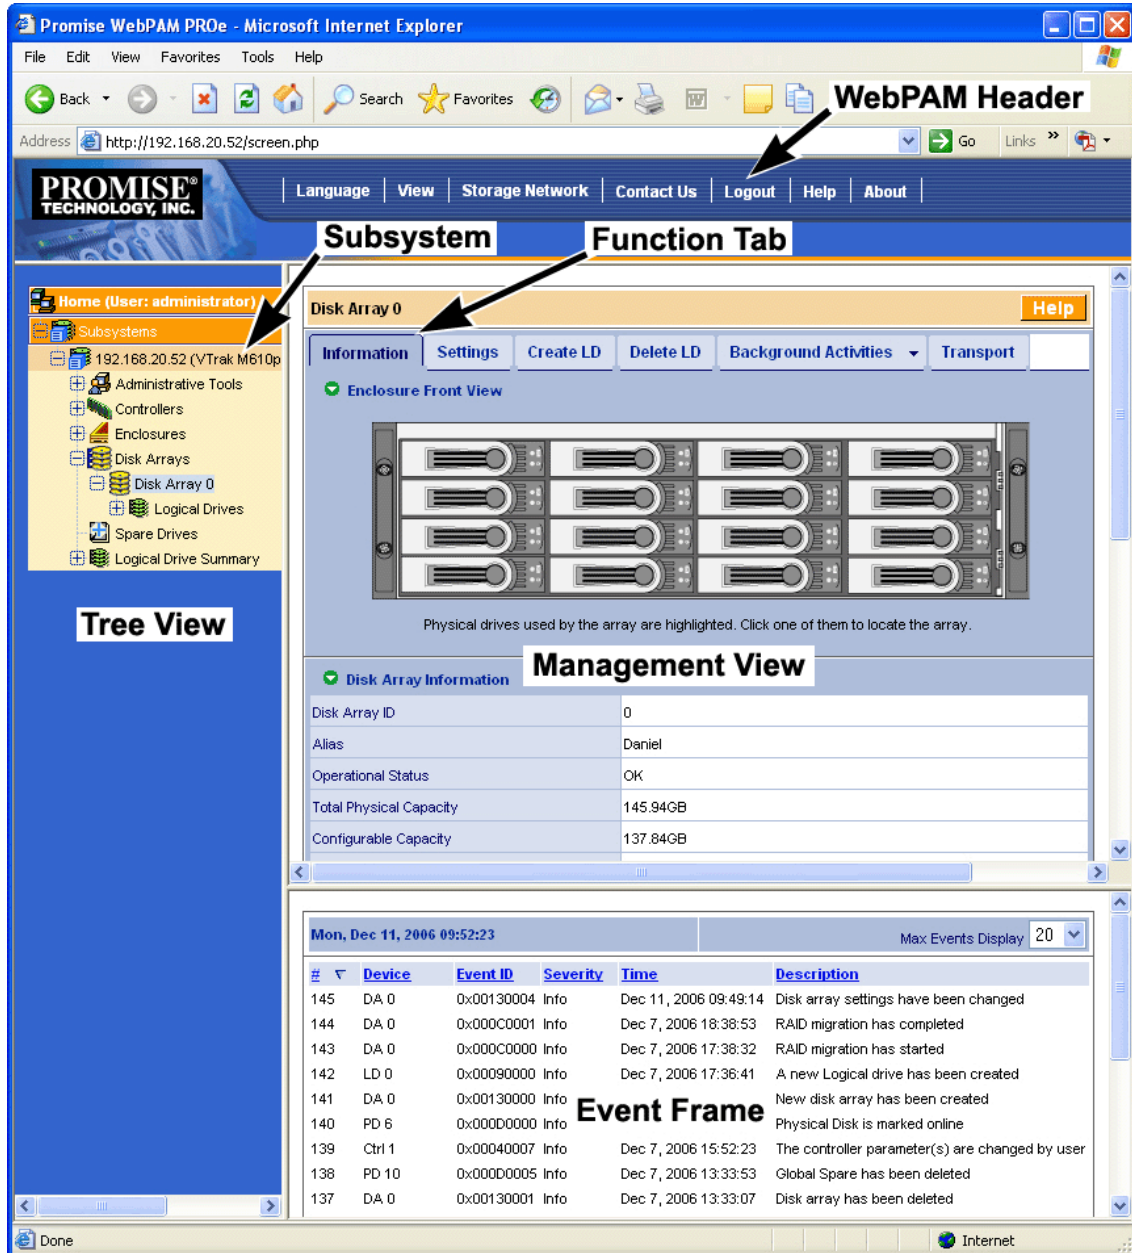 Promise WebPAM PROe - Microsoft Internet Explorer
File Edit View Favorites Tools Help
Back Search Favorites
WebPAM Header
Address http://192.168.20.52/screen.php Go Links »
PROMISE®
TECHNOLOGY, INC.
Language View Storage Network Contact Us Logout Help About
Subsystem Function Tab
Home (User: administrator)
Subsystems
192.168.20.52 (VTrak M610p
Administrative Tools
Controllers
Enclosures
Disk Arrays
Disk Array 0
Logical Drives
Spare Drives
Logical Drive Summary
Tree View
Disk Array 0 Help
Information Settings Create LD Delete LD Background Activities Transport
Enclosure Front View
Physical drives used by the array are highlighted. Click one of them to locate the array.
Management View
Disk Array Information
Disk Array ID 0
Alias Daniel
Operational Status OK
Total Physical Capacity 145.94GB
Configurable Capacity 137.84GB
Mon, Dec 11, 2006 09:52:23 Max Events Display 20
# Device Event ID Severity Time Description
145 DA 0 0x00130004 Info Dec 11, 2006 09:49:14 Disk array settings have been changed
144 DA 0 0x000C0001 Info Dec 7, 2006 18:38:53 RAID migration has completed
143 DA 0 0x000C0000 Info Dec 7, 2006 17:38:32 RAID migration has started
142 LD 0 0x00090000 Info Dec 7, 2006 17:36:41 A new Logical drive has been created
141 DA 0 0x00130000 Info New disk array has been created
Event Frame
140 PD 6 0x000D0000 Info Physical Disk is marked online
139 Ctrl 1 0x00040007 Info Dec 7, 2006 15:52:23 The controller parameter(s) are changed by user
138 PD 10 0x000D0005 Info Dec 7, 2006 13:33:53 Global Spare has been deleted
137 DA 0 0x00130001 Info Dec 7, 2006 13:33:07 Disk array has been deleted
Done Internet